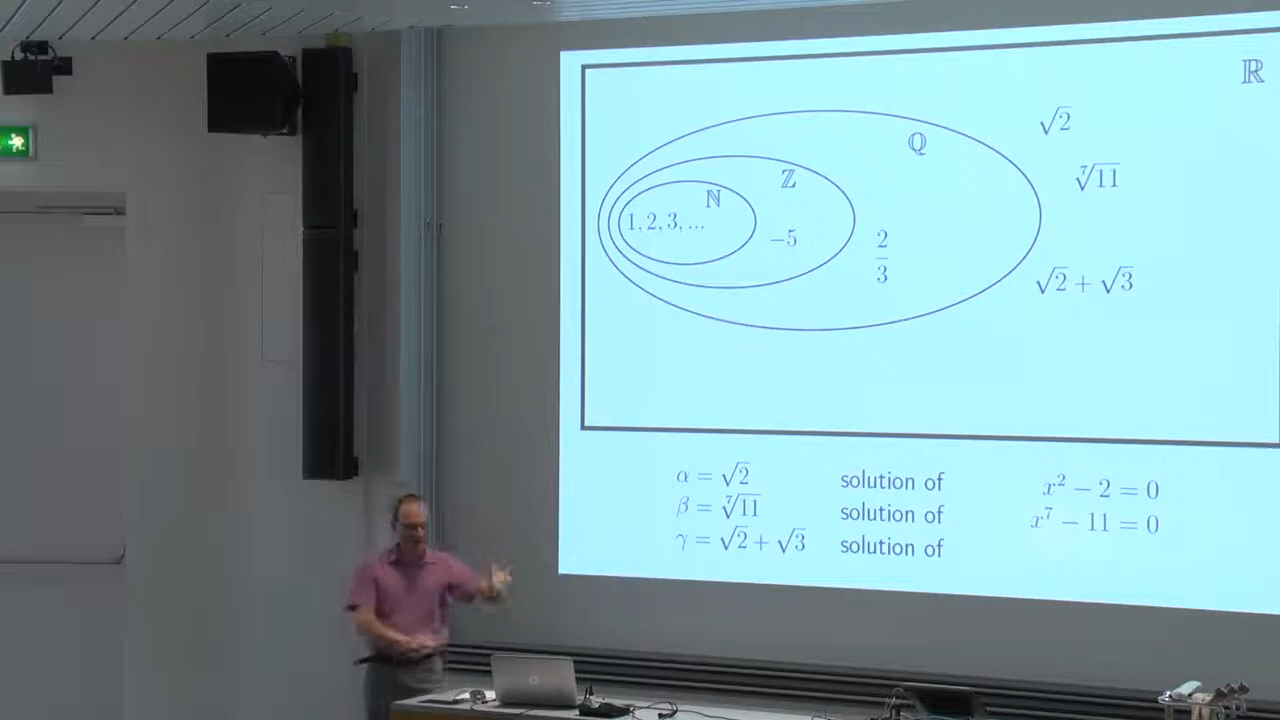 ℝ
√2
ℚ
ℤ
⁷√11
ℕ
1, 2, 3, ...
−5
2/3
√2 + √3
α = √2 solution of x² − 2 = 0
β = ⁷√11 solution of x⁷ − 11 = 0
γ = √2 + √3 solution of